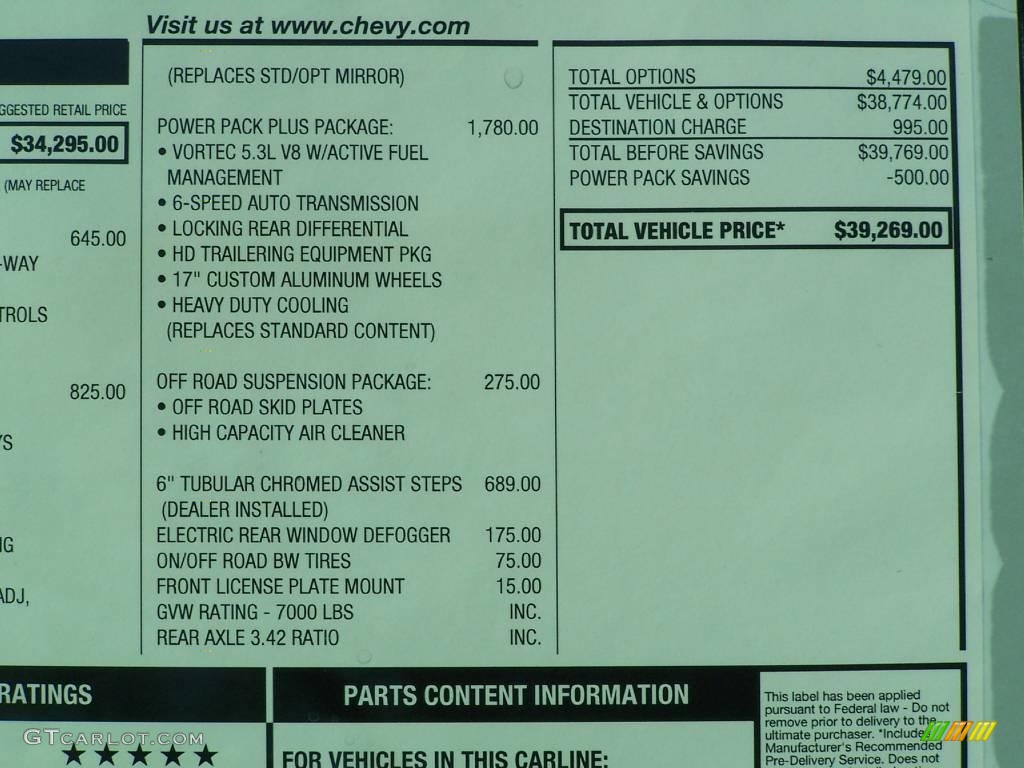 Visit us at www.chevy.com
GGESTED RETAIL PRICE
$34,295.00
(MAY REPLACE
645.00
-WAY
TROLS
825.00
YS
NG
ADJ,
(REPLACES STD/OPT MIRROR)
POWER PACK PLUS PACKAGE: 1,780.00
• VORTEC 5.3L V8 W/ACTIVE FUEL
MANAGEMENT
• 6-SPEED AUTO TRANSMISSION
• LOCKING REAR DIFFERENTIAL
• HD TRAILERING EQUIPMENT PKG
• 17" CUSTOM ALUMINUM WHEELS
• HEAVY DUTY COOLING
(REPLACES STANDARD CONTENT)
OFF ROAD SUSPENSION PACKAGE: 275.00
• OFF ROAD SKID PLATES
• HIGH CAPACITY AIR CLEANER
6" TUBULAR CHROMED ASSIST STEPS 689.00
(DEALER INSTALLED)
ELECTRIC REAR WINDOW DEFOGGER 175.00
ON/OFF ROAD BW TIRES 75.00
FRONT LICENSE PLATE MOUNT 15.00
GVW RATING - 7000 LBS INC.
REAR AXLE 3.42 RATIO INC.
TOTAL OPTIONS $4,479.00
TOTAL VEHICLE & OPTIONS $38,774.00
DESTINATION CHARGE 995.00
TOTAL BEFORE SAVINGS $39,769.00
POWER PACK SAVINGS -500.00
TOTAL VEHICLE PRICE* $39,269.00
RATINGS
★★★★★
GTcarlot.com
PARTS CONTENT INFORMATION
FOR VEHICLES IN THIS CARLINE:
This label has been applied
pursuant to Federal law - Do not
remove prior to delivery to the
ultimate purchaser. *Includes
Manufacturer's Recommended
Pre-Delivery Service. Does not